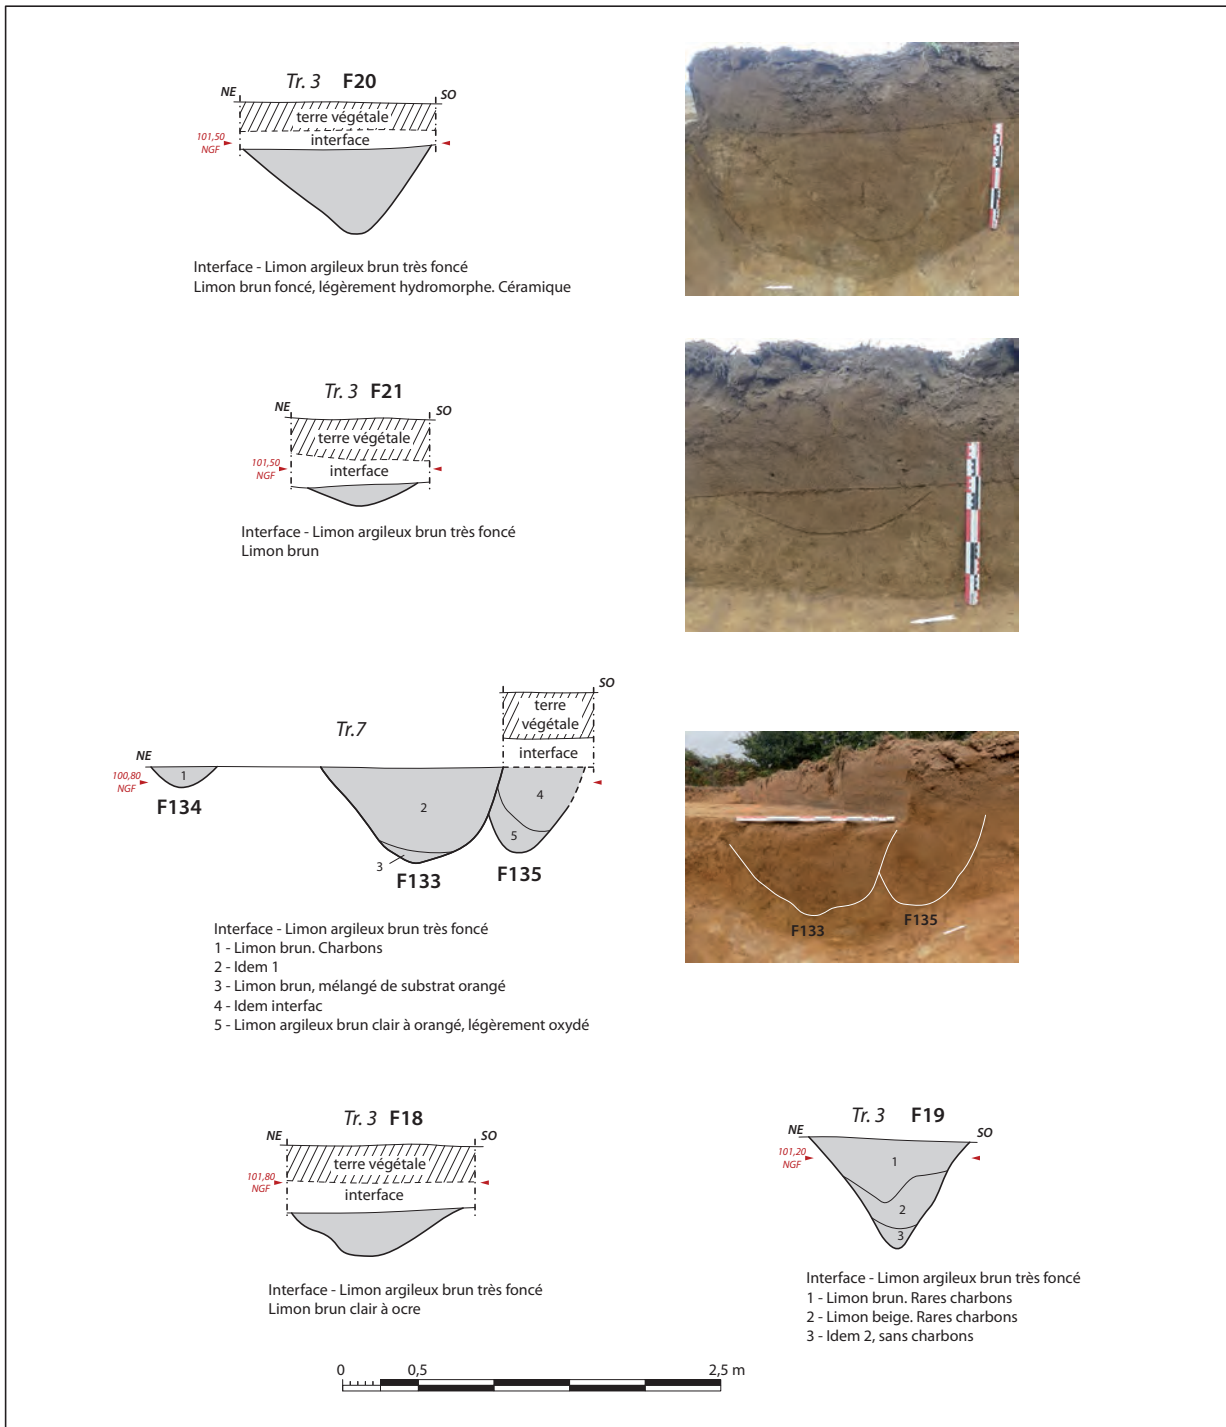 Tr. 3 F20
NE SO
terre végétale
101,50
NGF
interface
Interface - Limon argileux brun très foncé
Limon brun foncé, légèrement hydromorphe. Céramique
Tr. 3 F21
NE SO
terre végétale
101,50
NGF
interface
Interface - Limon argileux brun très foncé
Limon brun
SO
terre
végétale
Tr.7
NE
interface
100,80
NGF
1
2
4
5
3
F134
F133
F135
F133
F135
Interface - Limon argileux brun très foncé
1 - Limon brun. Charbons
2 - Idem 1
3 - Limon brun, mélangé de substrat orangé
4 - Idem interfac
5 - Limon argileux brun clair à orangé, légèrement oxydé
Tr. 3 F18
NE SO
terre végétale
101,80
NGF
interface
Interface - Limon argileux brun très foncé
Limon brun clair à ocre
Tr. 3 F19
NE SO
101,20
NGF
1
2
3
Interface - Limon argileux brun très foncé
1 - Limon brun. Rares charbons
2 - Limon beige. Rares charbons
3 - Idem 2, sans charbons
0 0,5 2,5 m